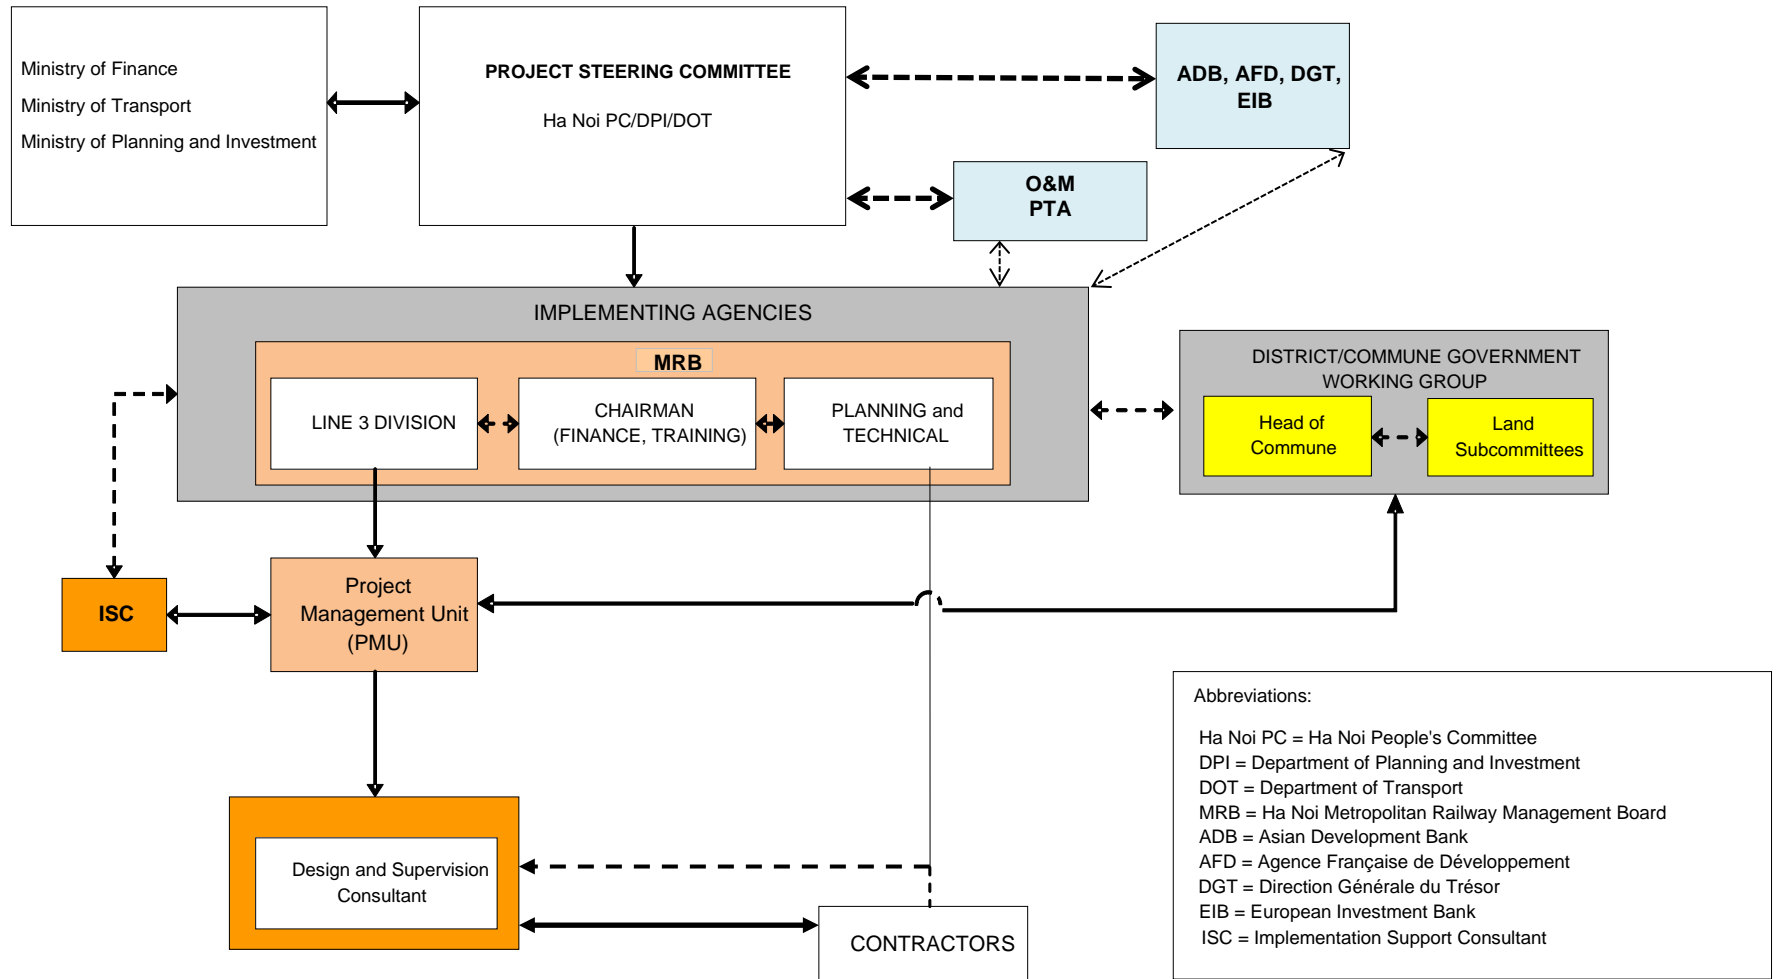 Ministry of Finance
Ministry of Transport
Ministry of Planning and Investment
PROJECT STEERING COMMITTEE
Ha Noi PC/DPI/DOT
ADB, AFD, DGT,
EIB
O&M
PTA
IMPLEMENTING AGENCIES
MRB
LINE 3 DIVISION
CHAIRMAN
(FINANCE, TRAINING)
PLANNING and
TECHNICAL
DISTRICT/COMMUNE GOVERNMENT
WORKING GROUP
Head of
Commune
Land
Subcommittees
ISC
Project
Management Unit
(PMU)
Design and Supervision
Consultant
CONTRACTORS
Abbreviations:
Ha Noi PC = Ha Noi People's Committee
DPI = Department of Planning and Investment
DOT = Department of Transport
MRB = Ha Noi Metropolitan Railway Management Board
ADB = Asian Development Bank
AFD = Agence Française de Développement
DGT = Direction Générale du Trésor
EIB = European Investment Bank
ISC = Implementation Support Consultant